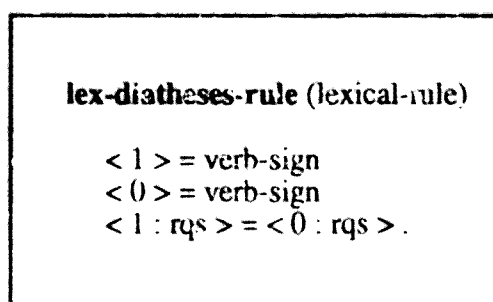 lex-diatheses-rule (lexical-rule)
< 1 > = verb-sign
< 0 > = verb-sign
< 1 : rqs > = < 0 : rqs > .